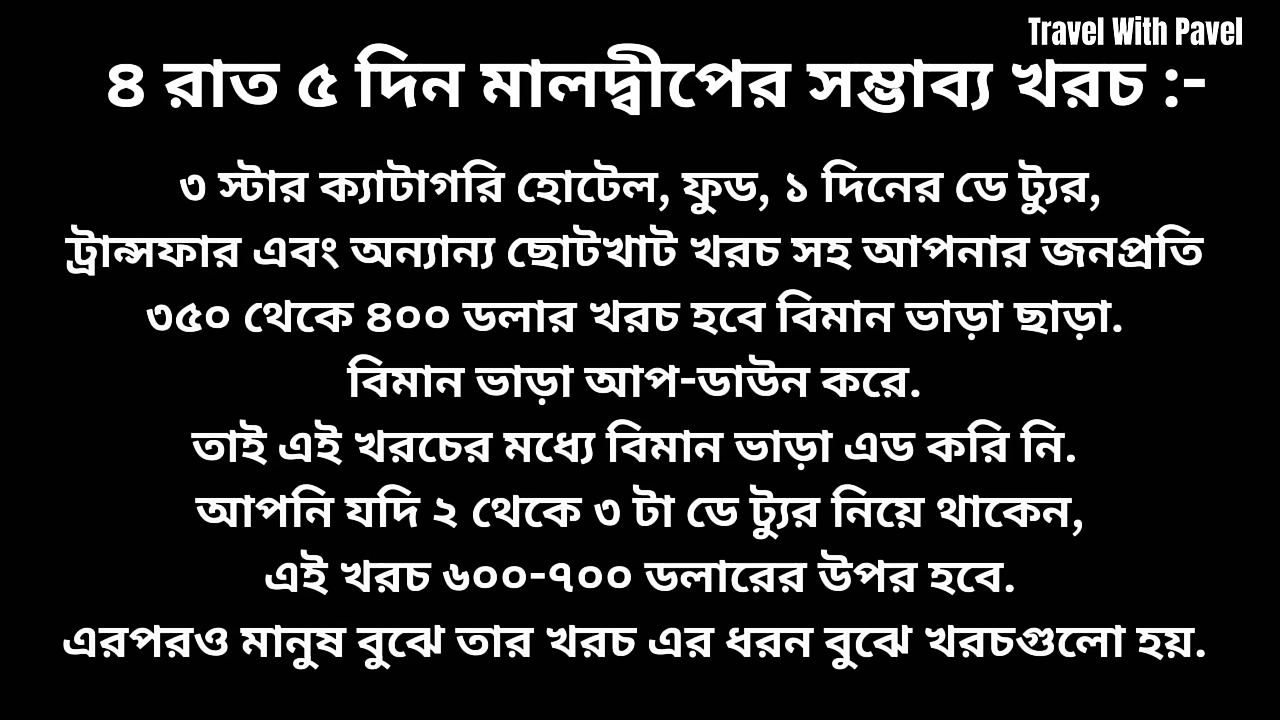 Travel With Pavel
৪ রাত ৫ দিন মালদ্বীপের সম্ভাব্য খরচ :-
৩ স্টার ক্যাটাগরি হোটেল, ফুড, ১ দিনের ডে ট্যুর,
ট্রান্সফার এবং অন্যান্য ছোটখাট খরচ সহ আপনার জনপ্রতি
৩৫০ থেকে ৪০০ ডলার খরচ হবে বিমান ভাড়া ছাড়া.
বিমান ভাড়া আপ-ডাউন করে.
তাই এই খরচের মধ্যে বিমান ভাড়া এড করি নি.
আপনি যদি ২ থেকে ৩ টা ডে ট্যুর নিয়ে থাকেন,
এই খরচ ৬০০-৭০০ ডলারের উপর হবে.
এরপরও মানুষ বুঝে তার খরচ এর ধরন বুঝে খরচগুলো হয়.